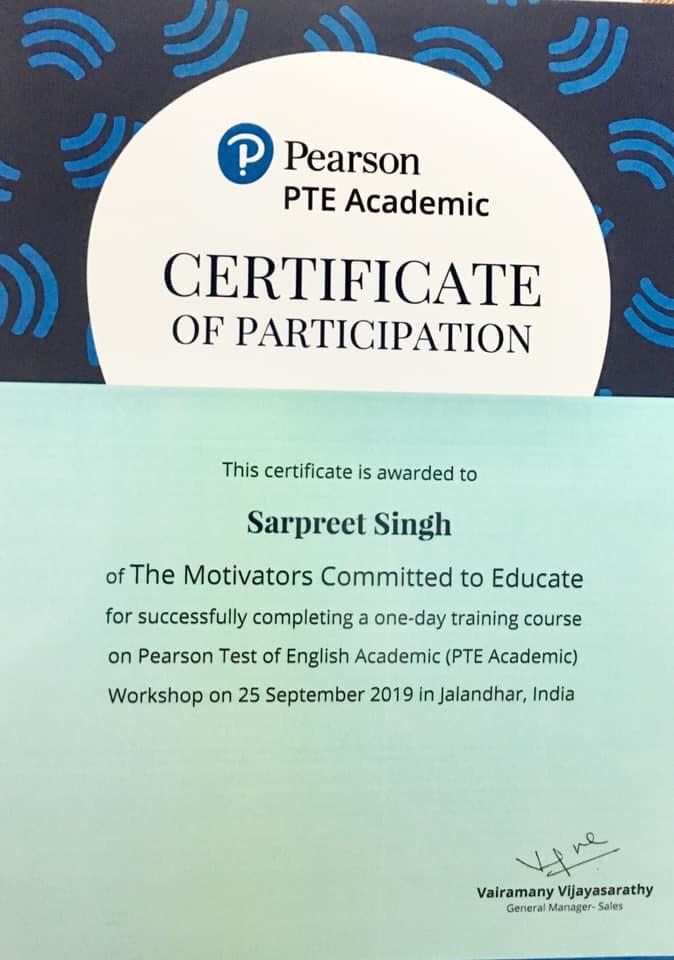 Pearson
PTE Academic
CERTIFICATE
OF PARTICIPATION
This certificate is awarded to
Sarpreet Singh
of The Motivators Committed to Educate
for successfully completing a one-day training course
on Pearson Test of English Academic (PTE Academic)
Workshop on 25 September 2019 in Jalandhar, India
Vairamany Vijayasarathy
General Manager- Sales